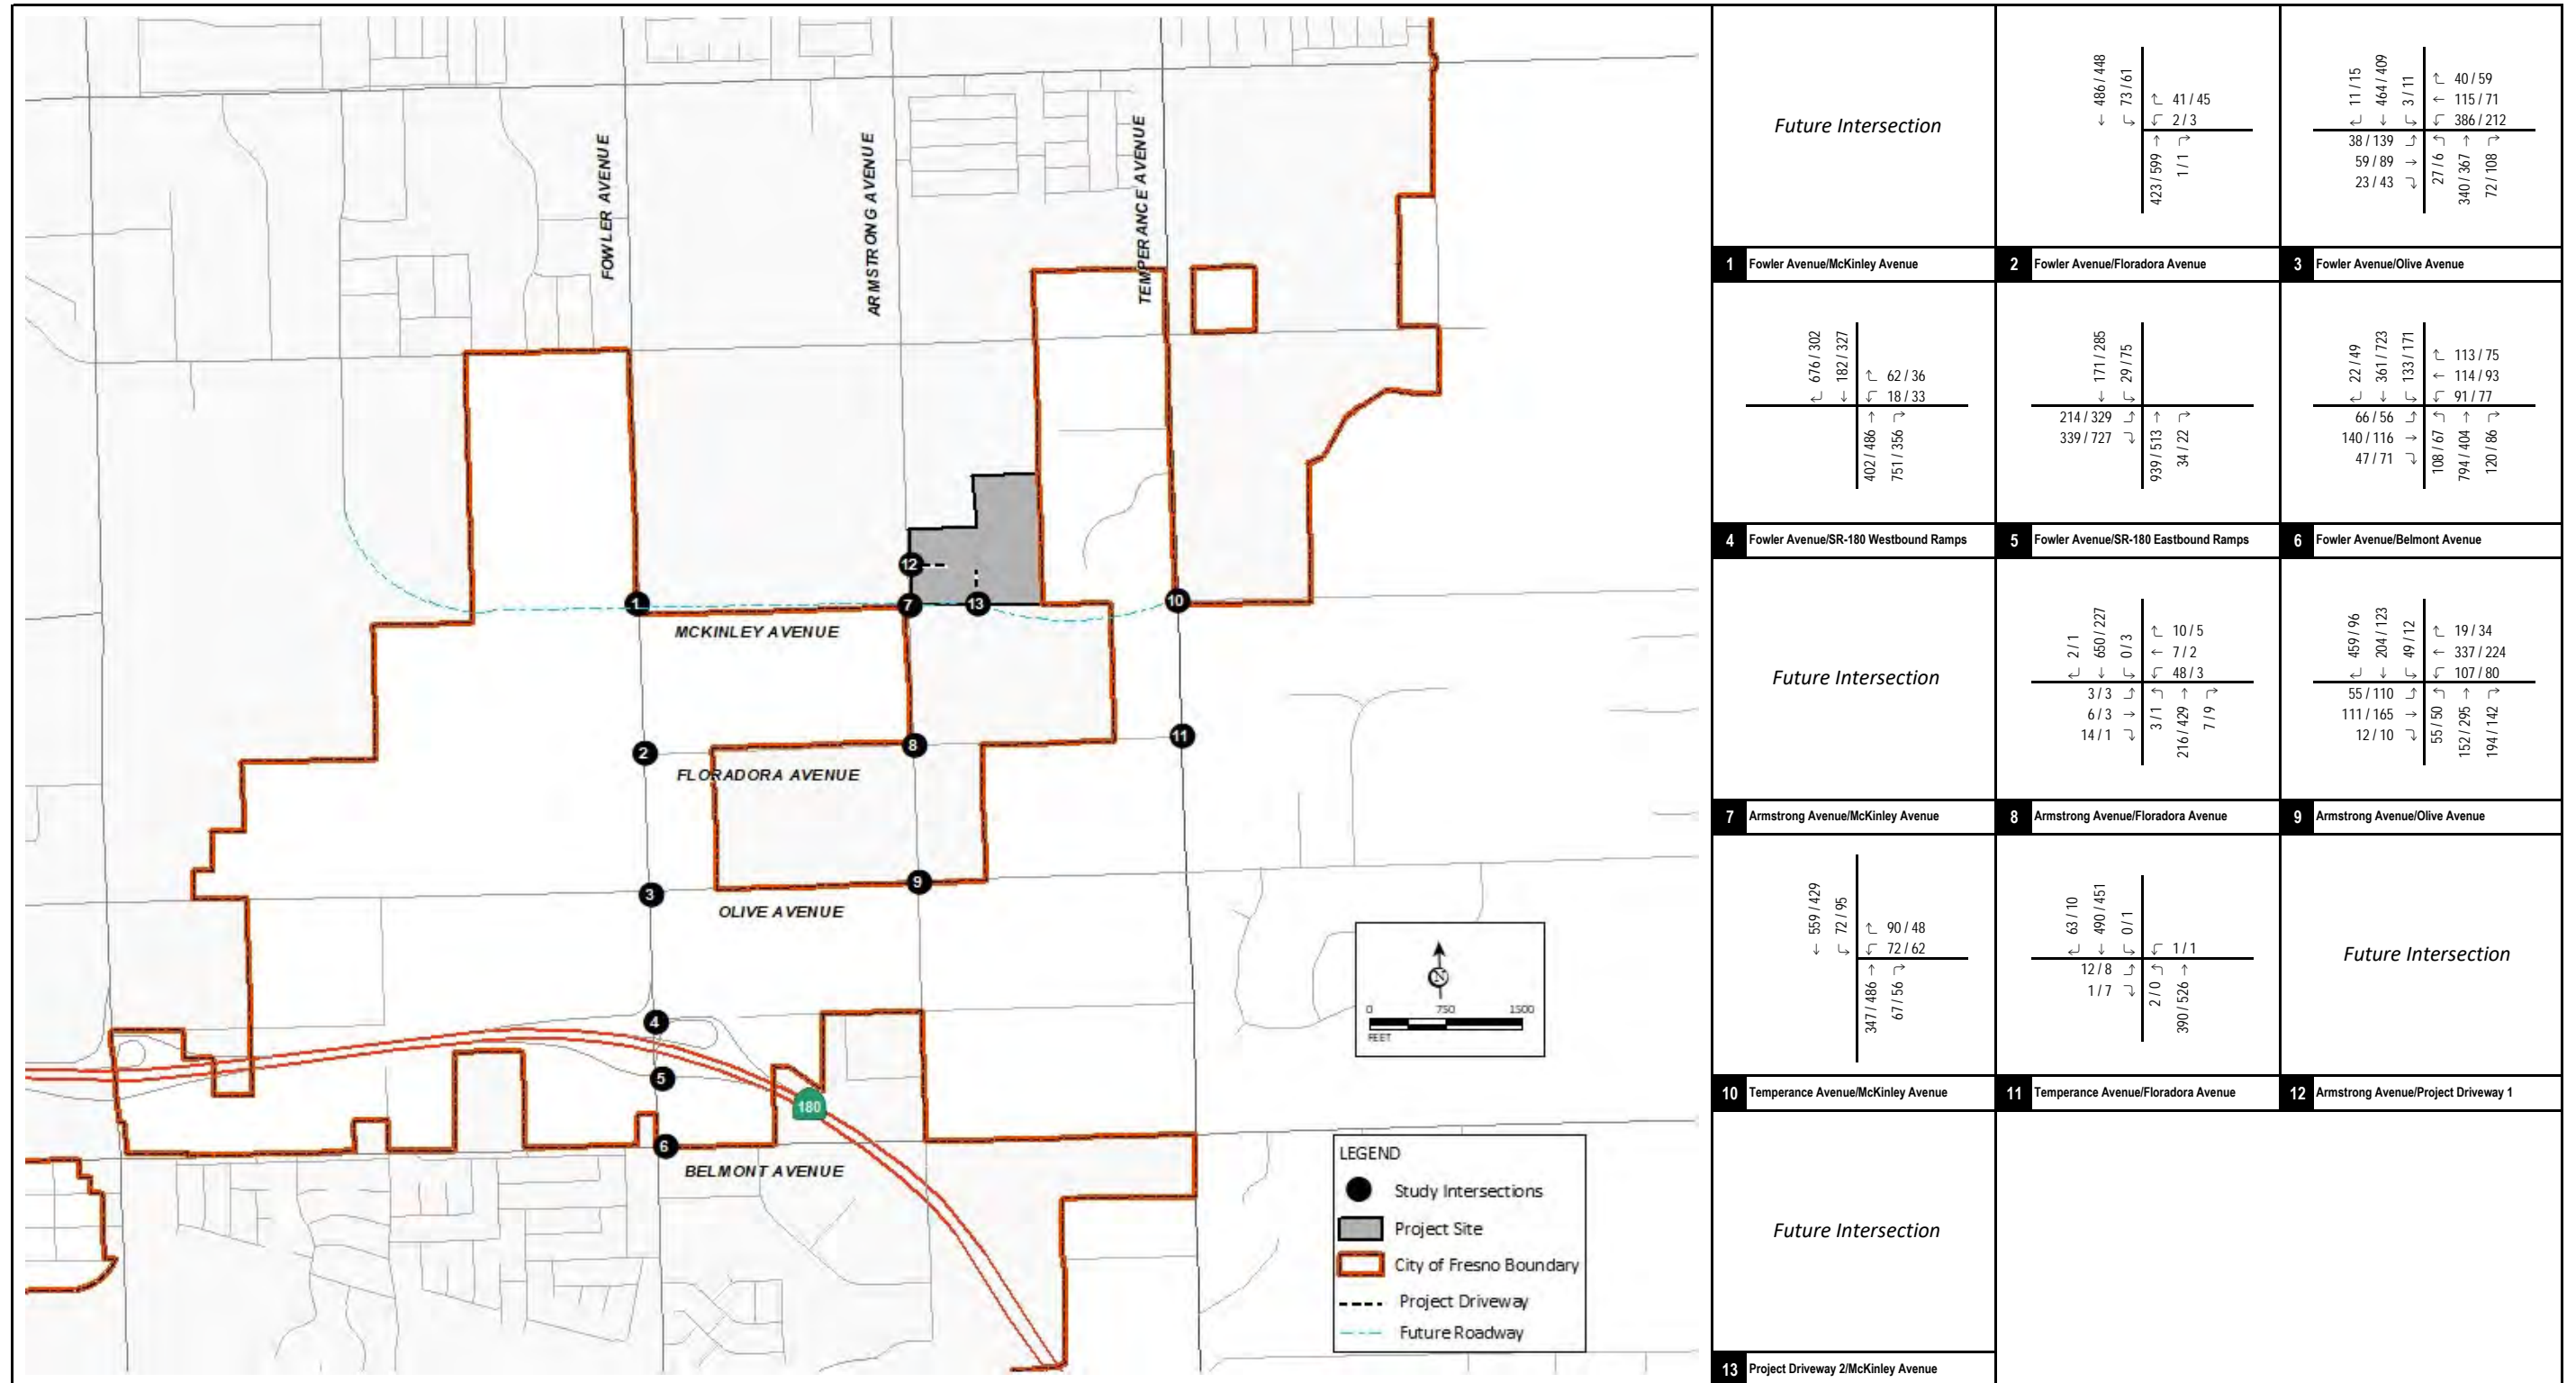 FOWLER AVENUE
ARMSTRONG AVENUE
TEMPERANCE AVENUE
12
1
7
13
10
MCKINLEY AVENUE
2
8
11
FLORADORA AVENUE
3
9
OLIVE AVENUE
N
0 750 1500
FEET
4
5
180
6
BELMONT AVENUE
LEGEND
Study Intersections
Project Site
City of Fresno Boundary
Project Driveway
Future Roadway
Future Intersection
1 Fowler Avenue/McKinley Avenue
486 / 448
73 / 61
41 / 45
2 / 3
423 / 599
1 / 1
2 Fowler Avenue/Floradora Avenue
11 / 15
464 / 409
3 / 11
40 / 59
115 / 71
386 / 212
38 / 139
59 / 89
23 / 43
27 / 6
340 / 367
72 / 108
3 Fowler Avenue/Olive Avenue
676 / 302
182 / 327
62 / 36
18 / 33
402 / 486
751 / 356
4 Fowler Avenue/SR-180 Westbound Ramps
171 / 285
29 / 75
214 / 329
339 / 727
939 / 513
34 / 22
5 Fowler Avenue/SR-180 Eastbound Ramps
22 / 49
361 / 723
133 / 171
113 / 75
114 / 93
91 / 77
66 / 56
140 / 116
47 / 71
108 / 67
794 / 404
120 / 86
6 Fowler Avenue/Belmont Avenue
Future Intersection
7 Armstrong Avenue/McKinley Avenue
2 / 1
650 / 227
0 / 3
10 / 5
7 / 2
48 / 3
3 / 3
6 / 3
14 / 1
3 / 1
216 / 429
7 / 9
8 Armstrong Avenue/Floradora Avenue
459 / 96
204 / 123
49 / 12
19 / 34
337 / 224
107 / 80
55 / 110
111 / 165
12 / 10
55 / 50
152 / 295
194 / 142
9 Armstrong Avenue/Olive Avenue
559 / 429
72 / 95
90 / 48
72 / 62
347 / 486
67 / 56
10 Temperance Avenue/McKinley Avenue
63 / 10
490 / 451
0 / 1
1 / 1
12 / 8
1 / 7
2 / 0
390 / 526
11 Temperance Avenue/Floradora Avenue
Future Intersection
12 Armstrong Avenue/Project Driveway 1
Future Intersection
13 Project Driveway 2/McKinley Avenue